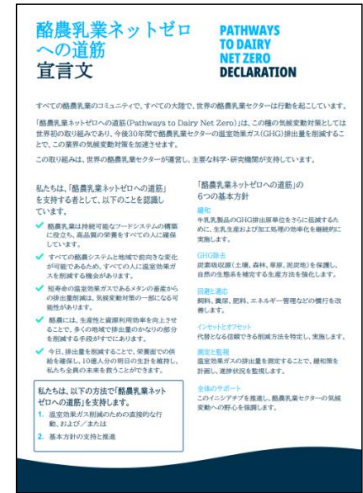 酪農乳業ネットゼロ
への道筋
宣言文
PATHWAYS
TO DAIRY
NET ZERO
DECLARATION
すべての酪農乳業のコミュニティで、すべての大陸で、世界の酪農乳業セクターは行動を起こしています。
「酪農乳業ネットゼロへの道筋(Pathways to Dairy Net Zero)」は、この種の気候変動対策としては
世界初の取り組みであり、今後30年間で酪農乳業セクターの温室効果ガス(GHG)排出量を削減するこ
とで、この業界の気候変動対策を加速させます。
この取り組みは、世界の酪農乳業セクターが運営し、主要な科学・研究機関が支持しています。
私たちは、「酪農乳業ネットゼロへの道筋」
を支持する者として、以下のことを認識し
ています。
酪農乳業は持続可能なフードシステムの構築
に役立ち、高品質の栄養をすべての人に確保
しています。
すべての酪農システムと地域で前向きな変化
が可能であるため、すべての人に温室効果ガ
スを削減する機会があります。
短寿命の温室効果ガスであるメタンの畜産から
の排出量削減は、気候変動対策の一部になる可
能性があります。
酪農には、生産性と資源利用効率を向上させ
ることで、多くの地域で排出量のかなりの部分
を削減する手段がすでにあります。
今日、排出量を削減することで、栄養面での供
給を確保し、10億人分の明日の生計を維持し、
私たち全員の未来を救うことができます。
私たちは、以下の方法で「酪農乳業ネット
ゼロへの道筋」を支持します。
1. 温室効果ガス削減のための直接的な行
動、および/または
2. 基本方針の支持と推進
「酪農乳業ネットゼロへの道筋」の
6つの基本方針
緩和
牛乳乳製品のGHG排出原単位をさらに低減するた
めに、生乳生産および加工処理の効率化を継続的に
実施します。
GHG除去
炭素吸収源(土壌、森林、草原、泥炭地)を保護し、
自然の生態系を補完する生産方法を強化します。
回避と適応
飼料、糞尿、肥料、エネルギー管理などの慣行を改
善します。
インセットとオフセット
代替となる信頼できる削減方法を特定し、実施します。
測定と監視
温室効果ガスの排出量を測定することで、緩和策を
計画し、進捗状況を監視します。
全体のサポート
このイニシアチブを推進し、酪農乳業セクターの気候
変動への野心を強調します。